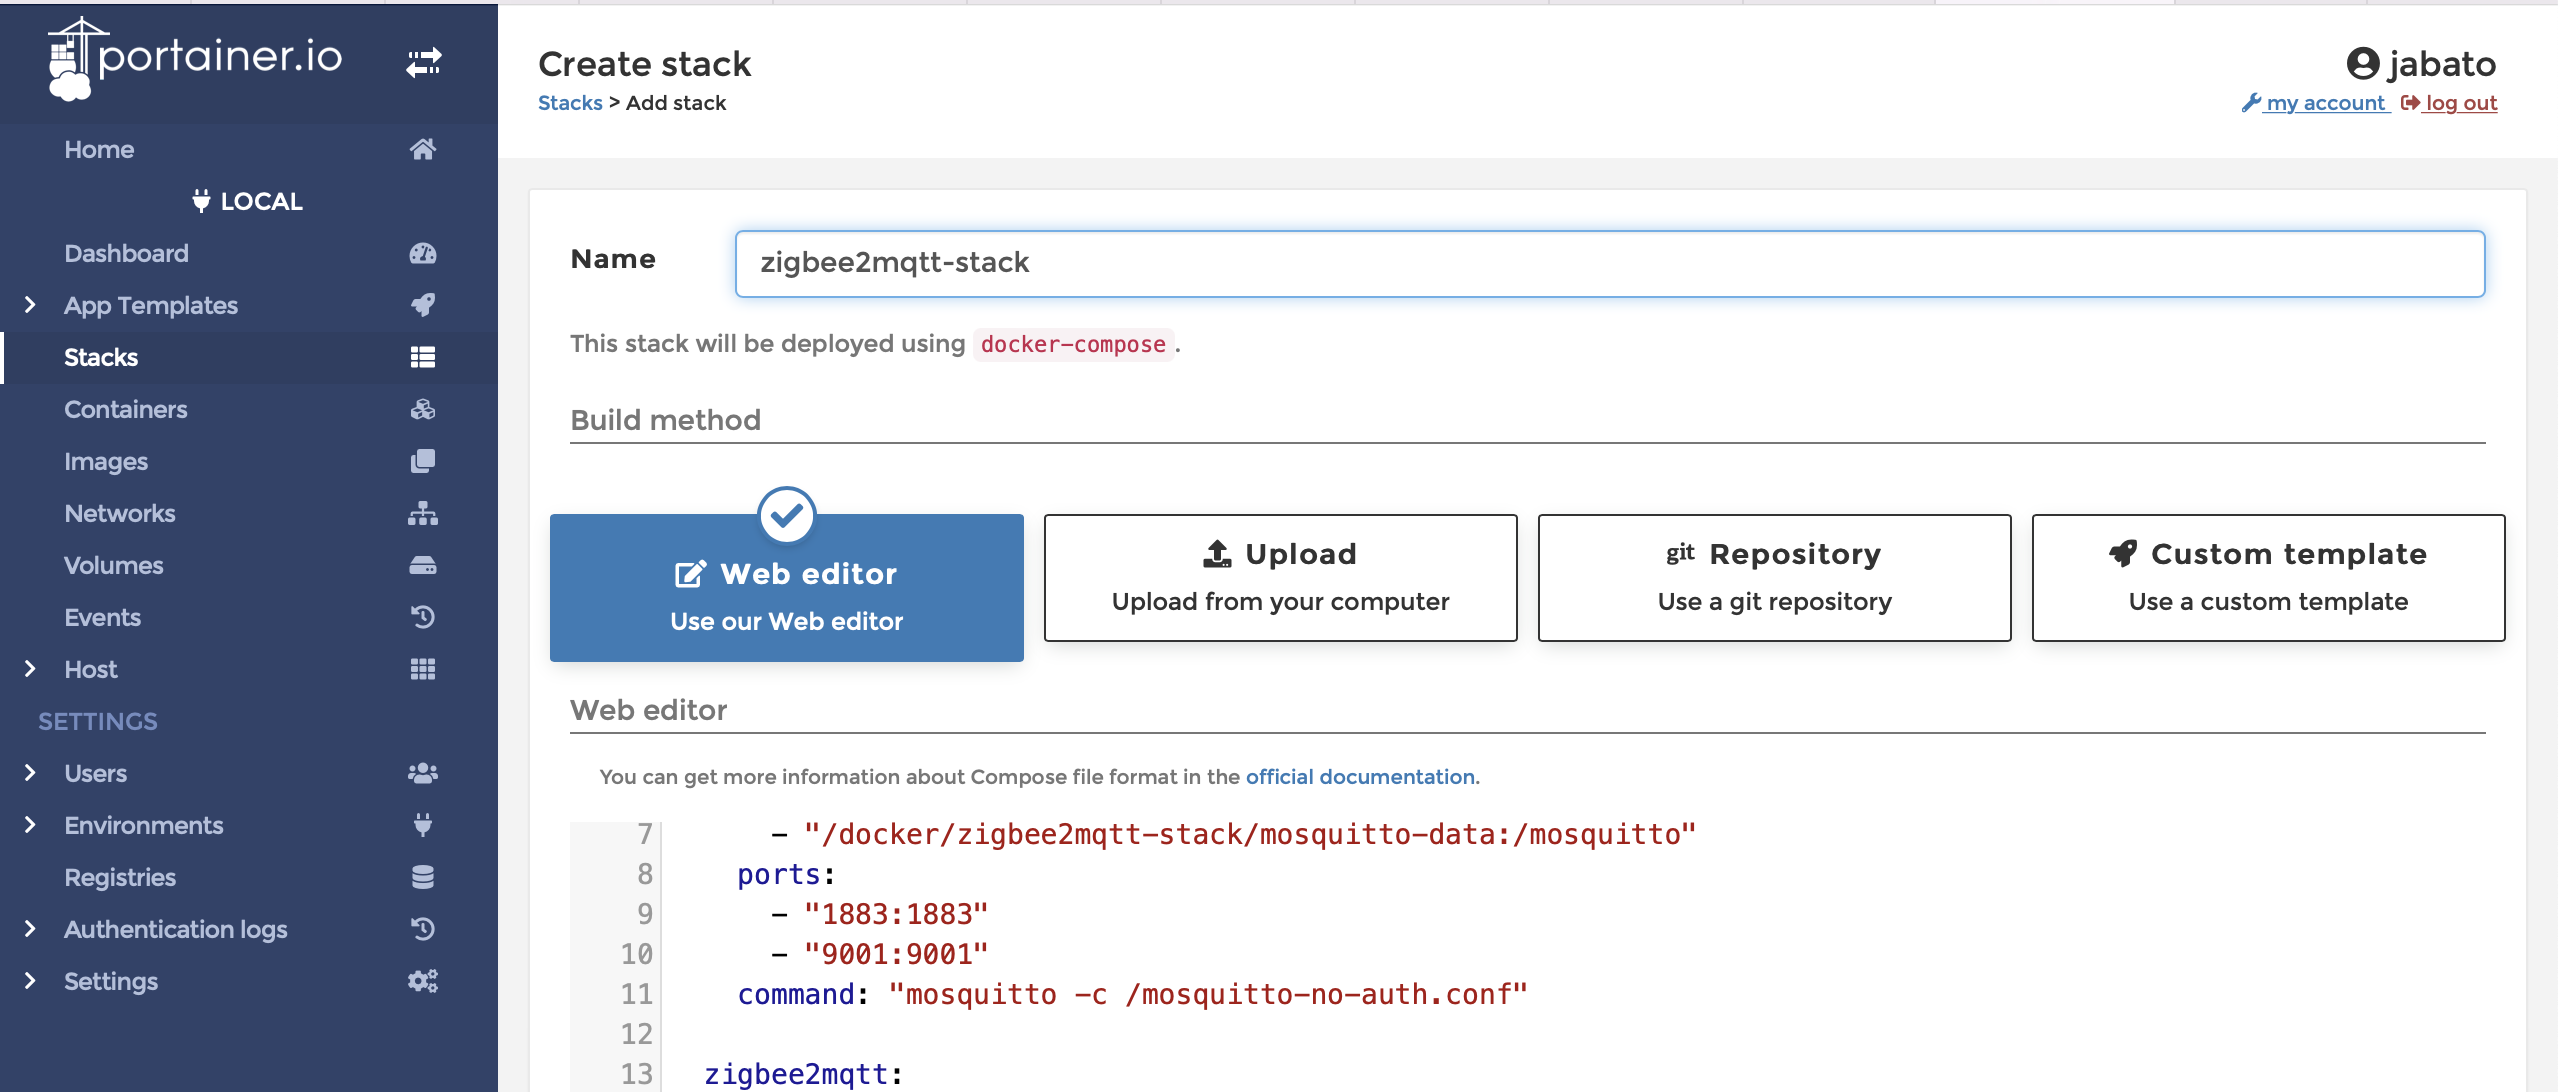 portainer.io
Home
LOCAL
Dashboard
App Templates
Stacks
Containers
Images
Networks
Volumes
Events
Host
SETTINGS
Users
Environments
Registries
Authentication logs
Settings
Create stack
Stacks > Add stack
jabato
my account log out
Name
zigbee2mqtt-stack
This stack will be deployed using docker-compose.
Build method
Web editor
Use our Web editor
Upload
Upload from your computer
git Repository
Use a git repository
Custom template
Use a custom template
Web editor
You can get more information about Compose file format in the official documentation.
7 - "/docker/zigbee2mqtt-stack/mosquitto-data:/mosquitto"
8 ports:
9 - "1883:1883"
10 - "9001:9001"
11 command: "mosquitto -c /mosquitto-no-auth.conf"
12
13 zigbee2mqtt: